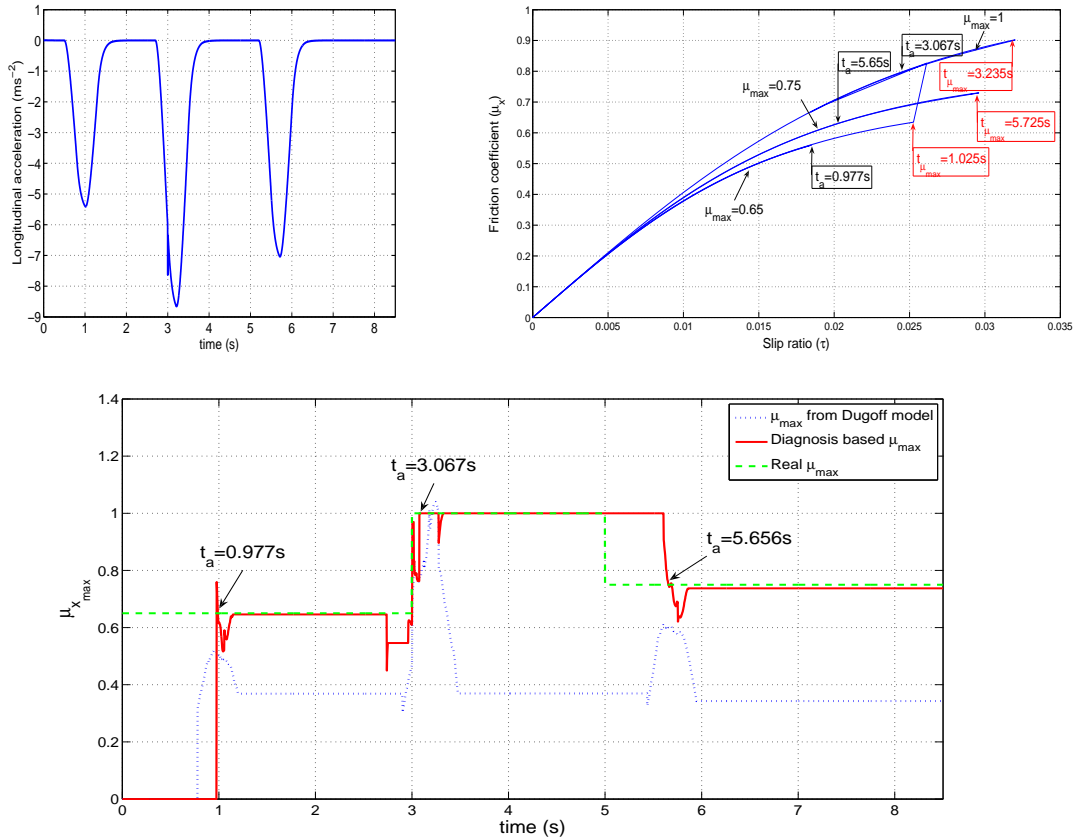 0
−1
−2
−3
−4
−5
−6
−7
−8
−9
0 1 2 3 4 5 6 7 8
Longitudinal acceleration (ms−2)
time (s)
1
0.9
0.8
0.7
0.6
0.5
0.4
0.3
0.2
0.1
0
0 0.005 0.01 0.015 0.02 0.025 0.03 0.035
Friction coefficient (μx)
Slip ratio (τ)
μmax=1
ta=3.067s
ta=5.65s
tμmax=3.235s
μmax=0.75
tμmax=5.725s
tμmax=1.025s
ta=0.977s
μmax=0.65
1.4
1.2
1
0.8
0.6
0.4
0.2
0
0 1 2 3 4 5 6 7 8
μxmax
time (s)
μmax from Dugoff model
Diagnosis based μmax
Real μmax
ta=3.067s
ta=0.977s
ta=5.656s